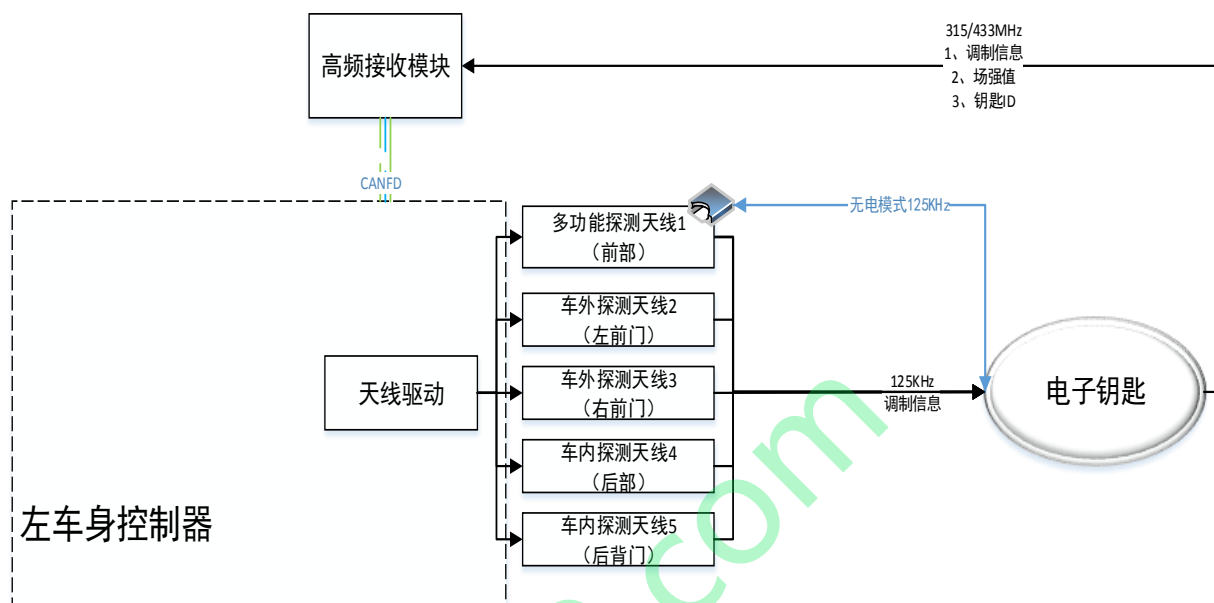 315/433MHz
1、调制信息
2、场强值
3、钥匙ID
高频接收模块
CANFD
多功能探测天线1
（前部）
无电模式125KHz
车外探测天线2
（左前门）
车外探测天线3
（右前门）
天线驱动
125KHz
调制信息
电子钥匙
车内探测天线4
（后部）
车内探测天线5
（后背门）
左车身控制器
com